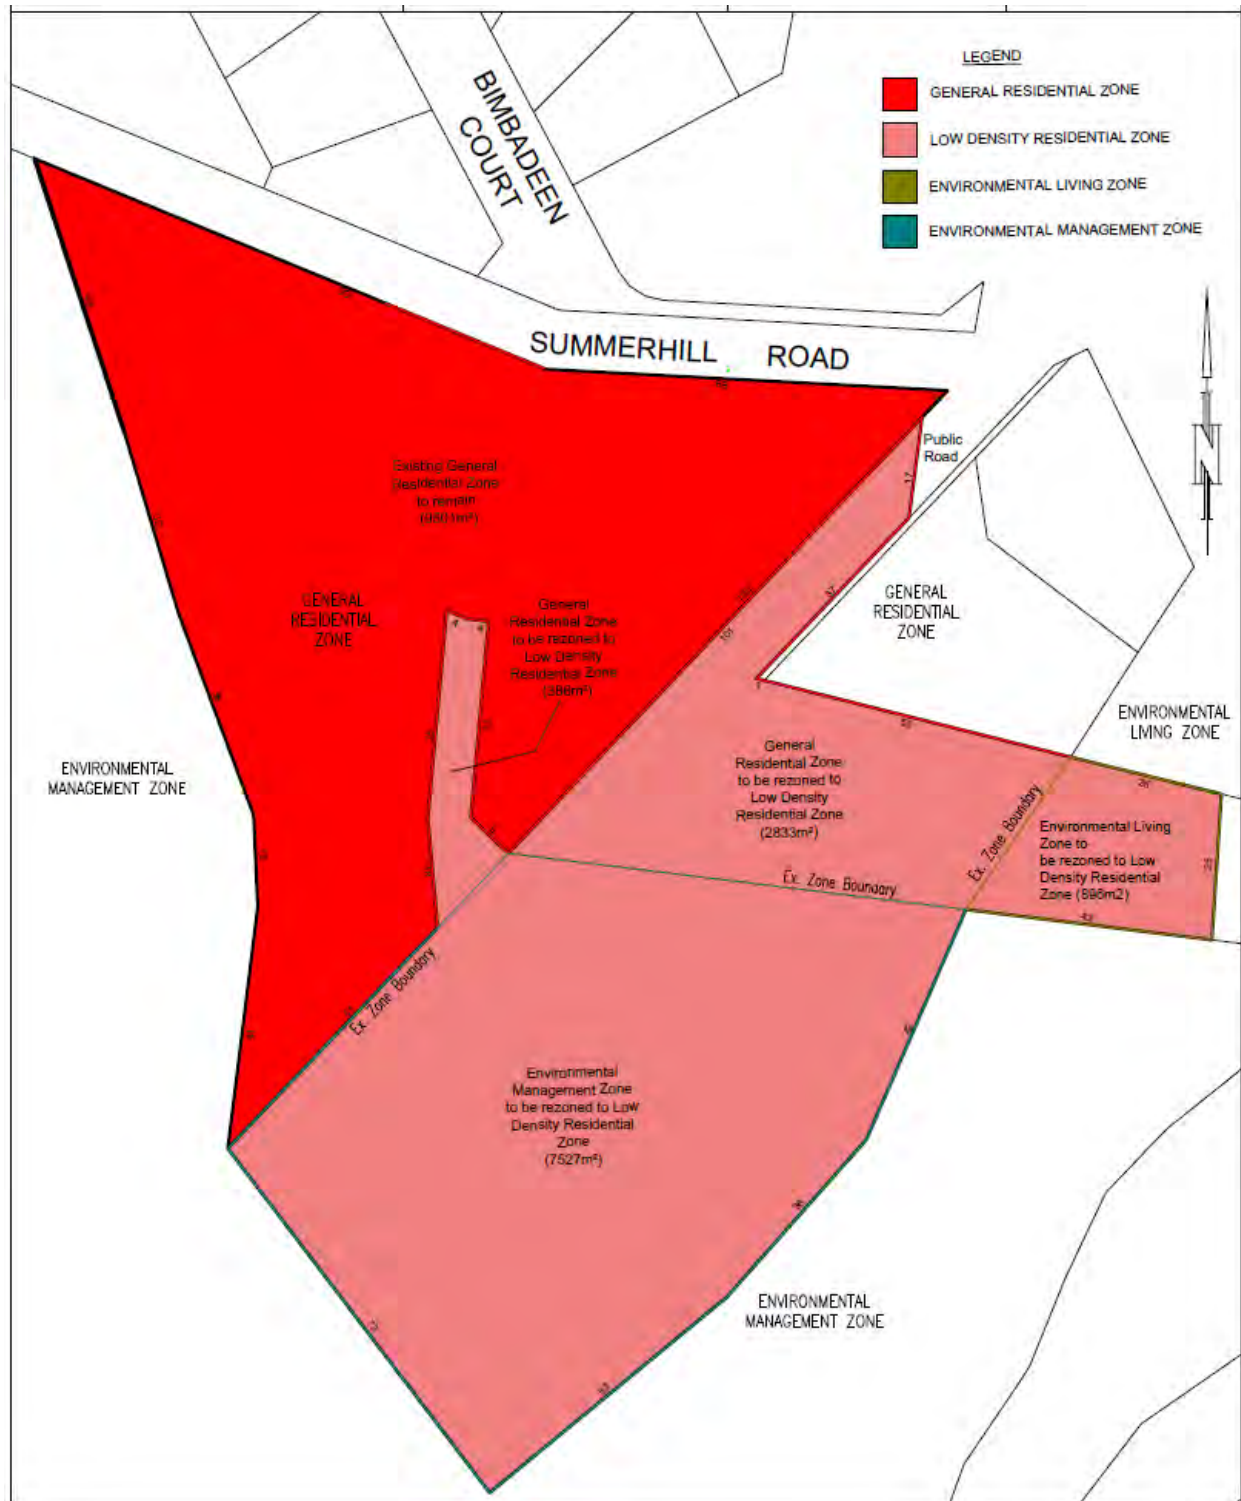 LEGEND
GENERAL RESIDENTIAL ZONE
LOW DENSITY RESIDENTIAL ZONE
ENVIRONMENTAL LIVING ZONE
ENVIRONMENTAL MANAGEMENT ZONE
BIMBADEEN
COURT
SUMMERHILL ROAD
Public
Road
17
Existing General
Residential Zone
to remain
GENERAL
RESIDENTIAL
ZONE
General
Residential Zone
to be rezoned to
Low Density
Residential Zone
(386m²)
101
37
GENERAL
RESIDENTIAL
ZONE
ENVIRONMENTAL
LIVING ZONE
ENVIRONMENTAL
MANAGEMENT ZONE
General
Residential Zone
to be rezoned to
Low Density
Residential Zone
(2833m²)
Ex. Zone Boundary
Environmental Living
Zone to
be rezoned to Low
Density Residential
Zone (896m2)
Ex. Zone Boundary
Ex. Zone Boundary
Environmental
Management Zone
to be rezoned to Low
Density Residential
Zone
(7527m²)
ENVIRONMENTAL
MANAGEMENT ZONE
N